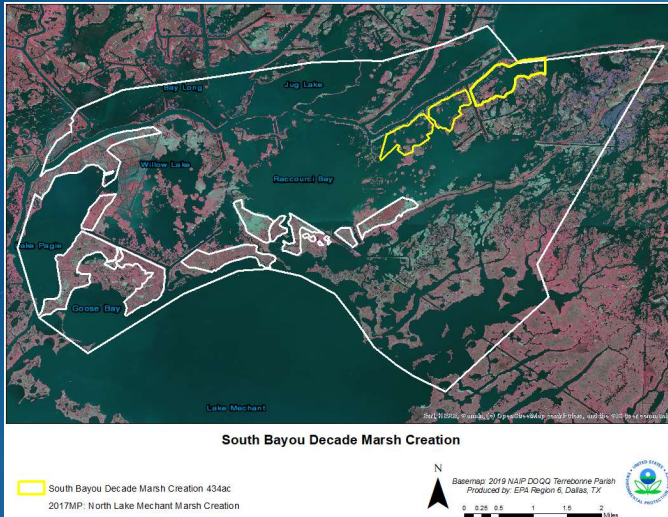 Bay Long
Jug Lake
Willow Lake
Raccourci Bay
Lake Pagie
Goose Bay
Lake Mechant
South Bayou Decade Marsh Creation
South Bayou Decade Marsh Creation 434ac
2017MP: North Lake Mechant Marsh Creation
N
Basemap: 2019 NAIP DOQQ Terrebonne Parish
Produced by: EPA Region 6, Dallas, TX
0 0.25 0.5 1 1.5 2
Miles